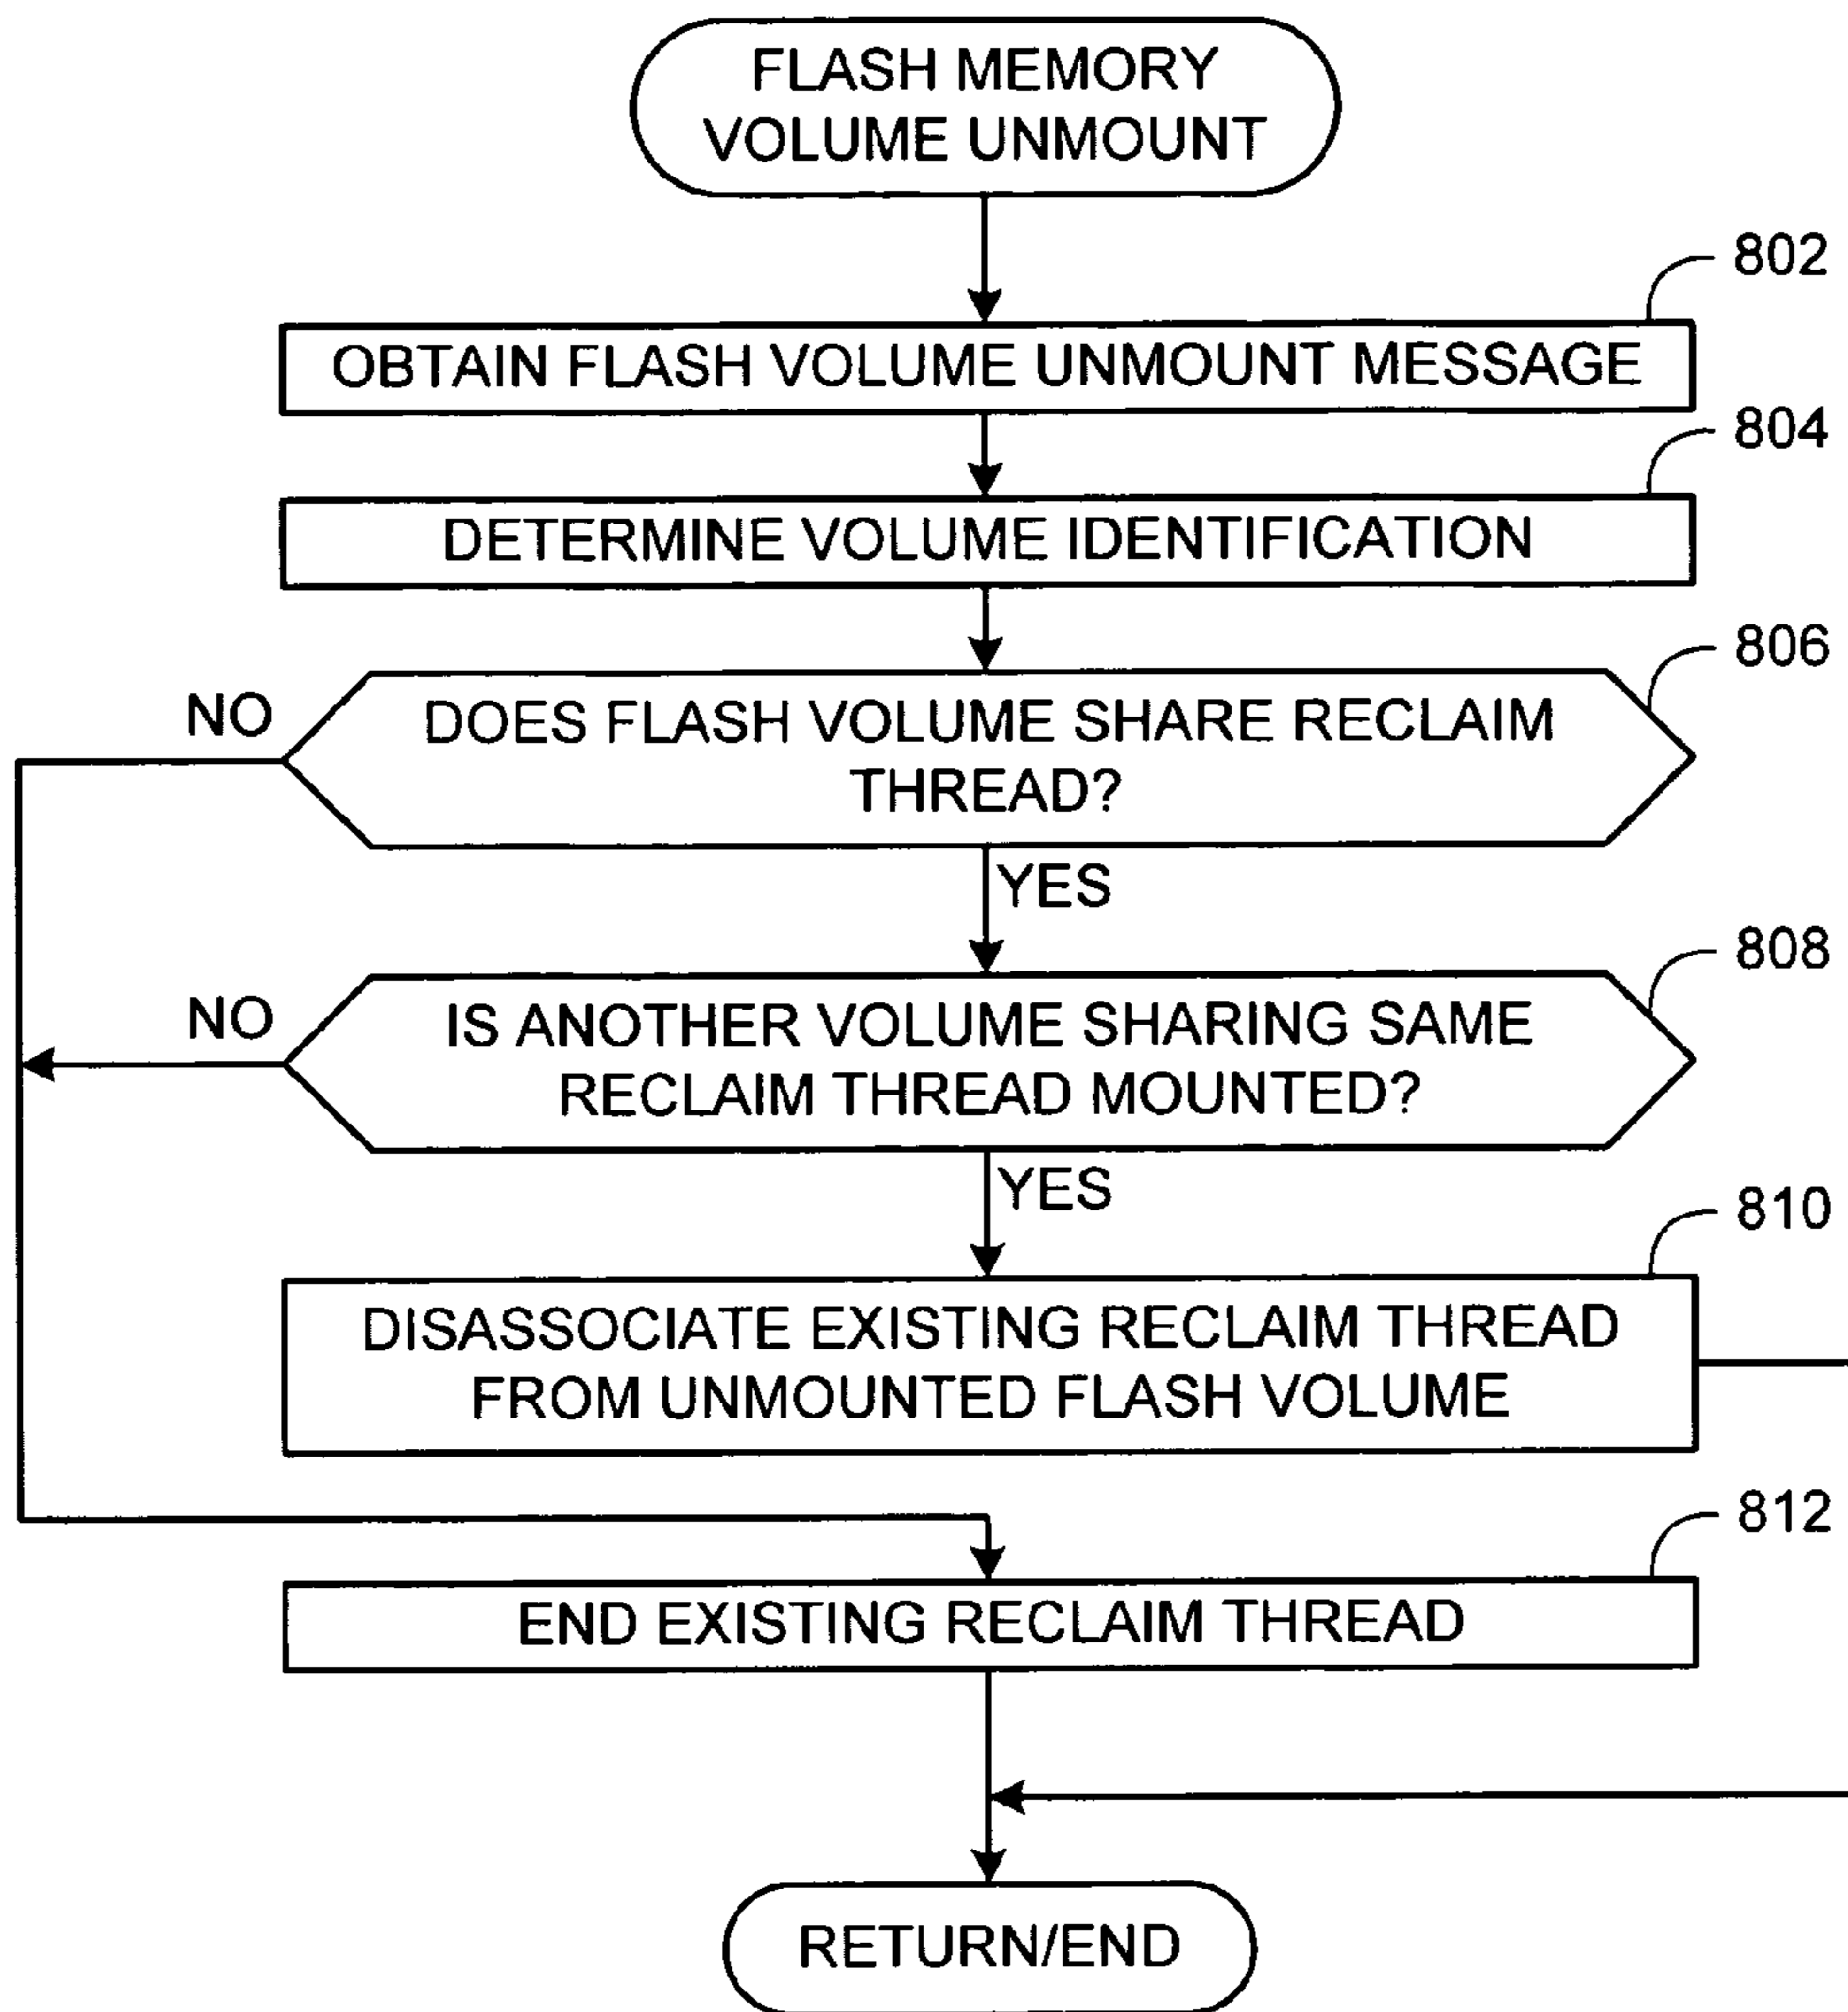 FLASH MEMORY
VOLUME UNMOUNT
802
OBTAIN FLASH VOLUME UNMOUNT MESSAGE
804
DETERMINE VOLUME IDENTIFICATION
806
NO
DOES FLASH VOLUME SHARE RECLAIM
THREAD?
YES
808
NO
IS ANOTHER VOLUME SHARING SAME
RECLAIM THREAD MOUNTED?
YES
810
DISASSOCIATE EXISTING RECLAIM THREAD
FROM UNMOUNTED FLASH VOLUME
812
END EXISTING RECLAIM THREAD
RETURN/END